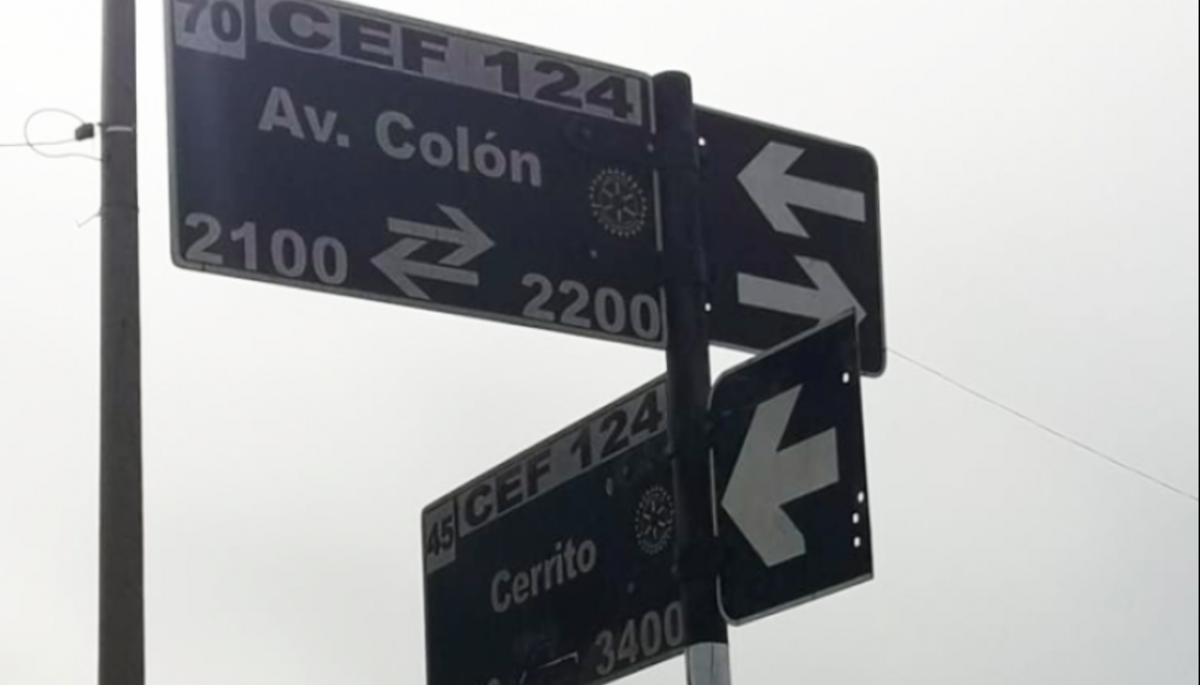 70 CEF 124
Av. Colón
2100 2200
CEF 124
45
Cerrito
3400